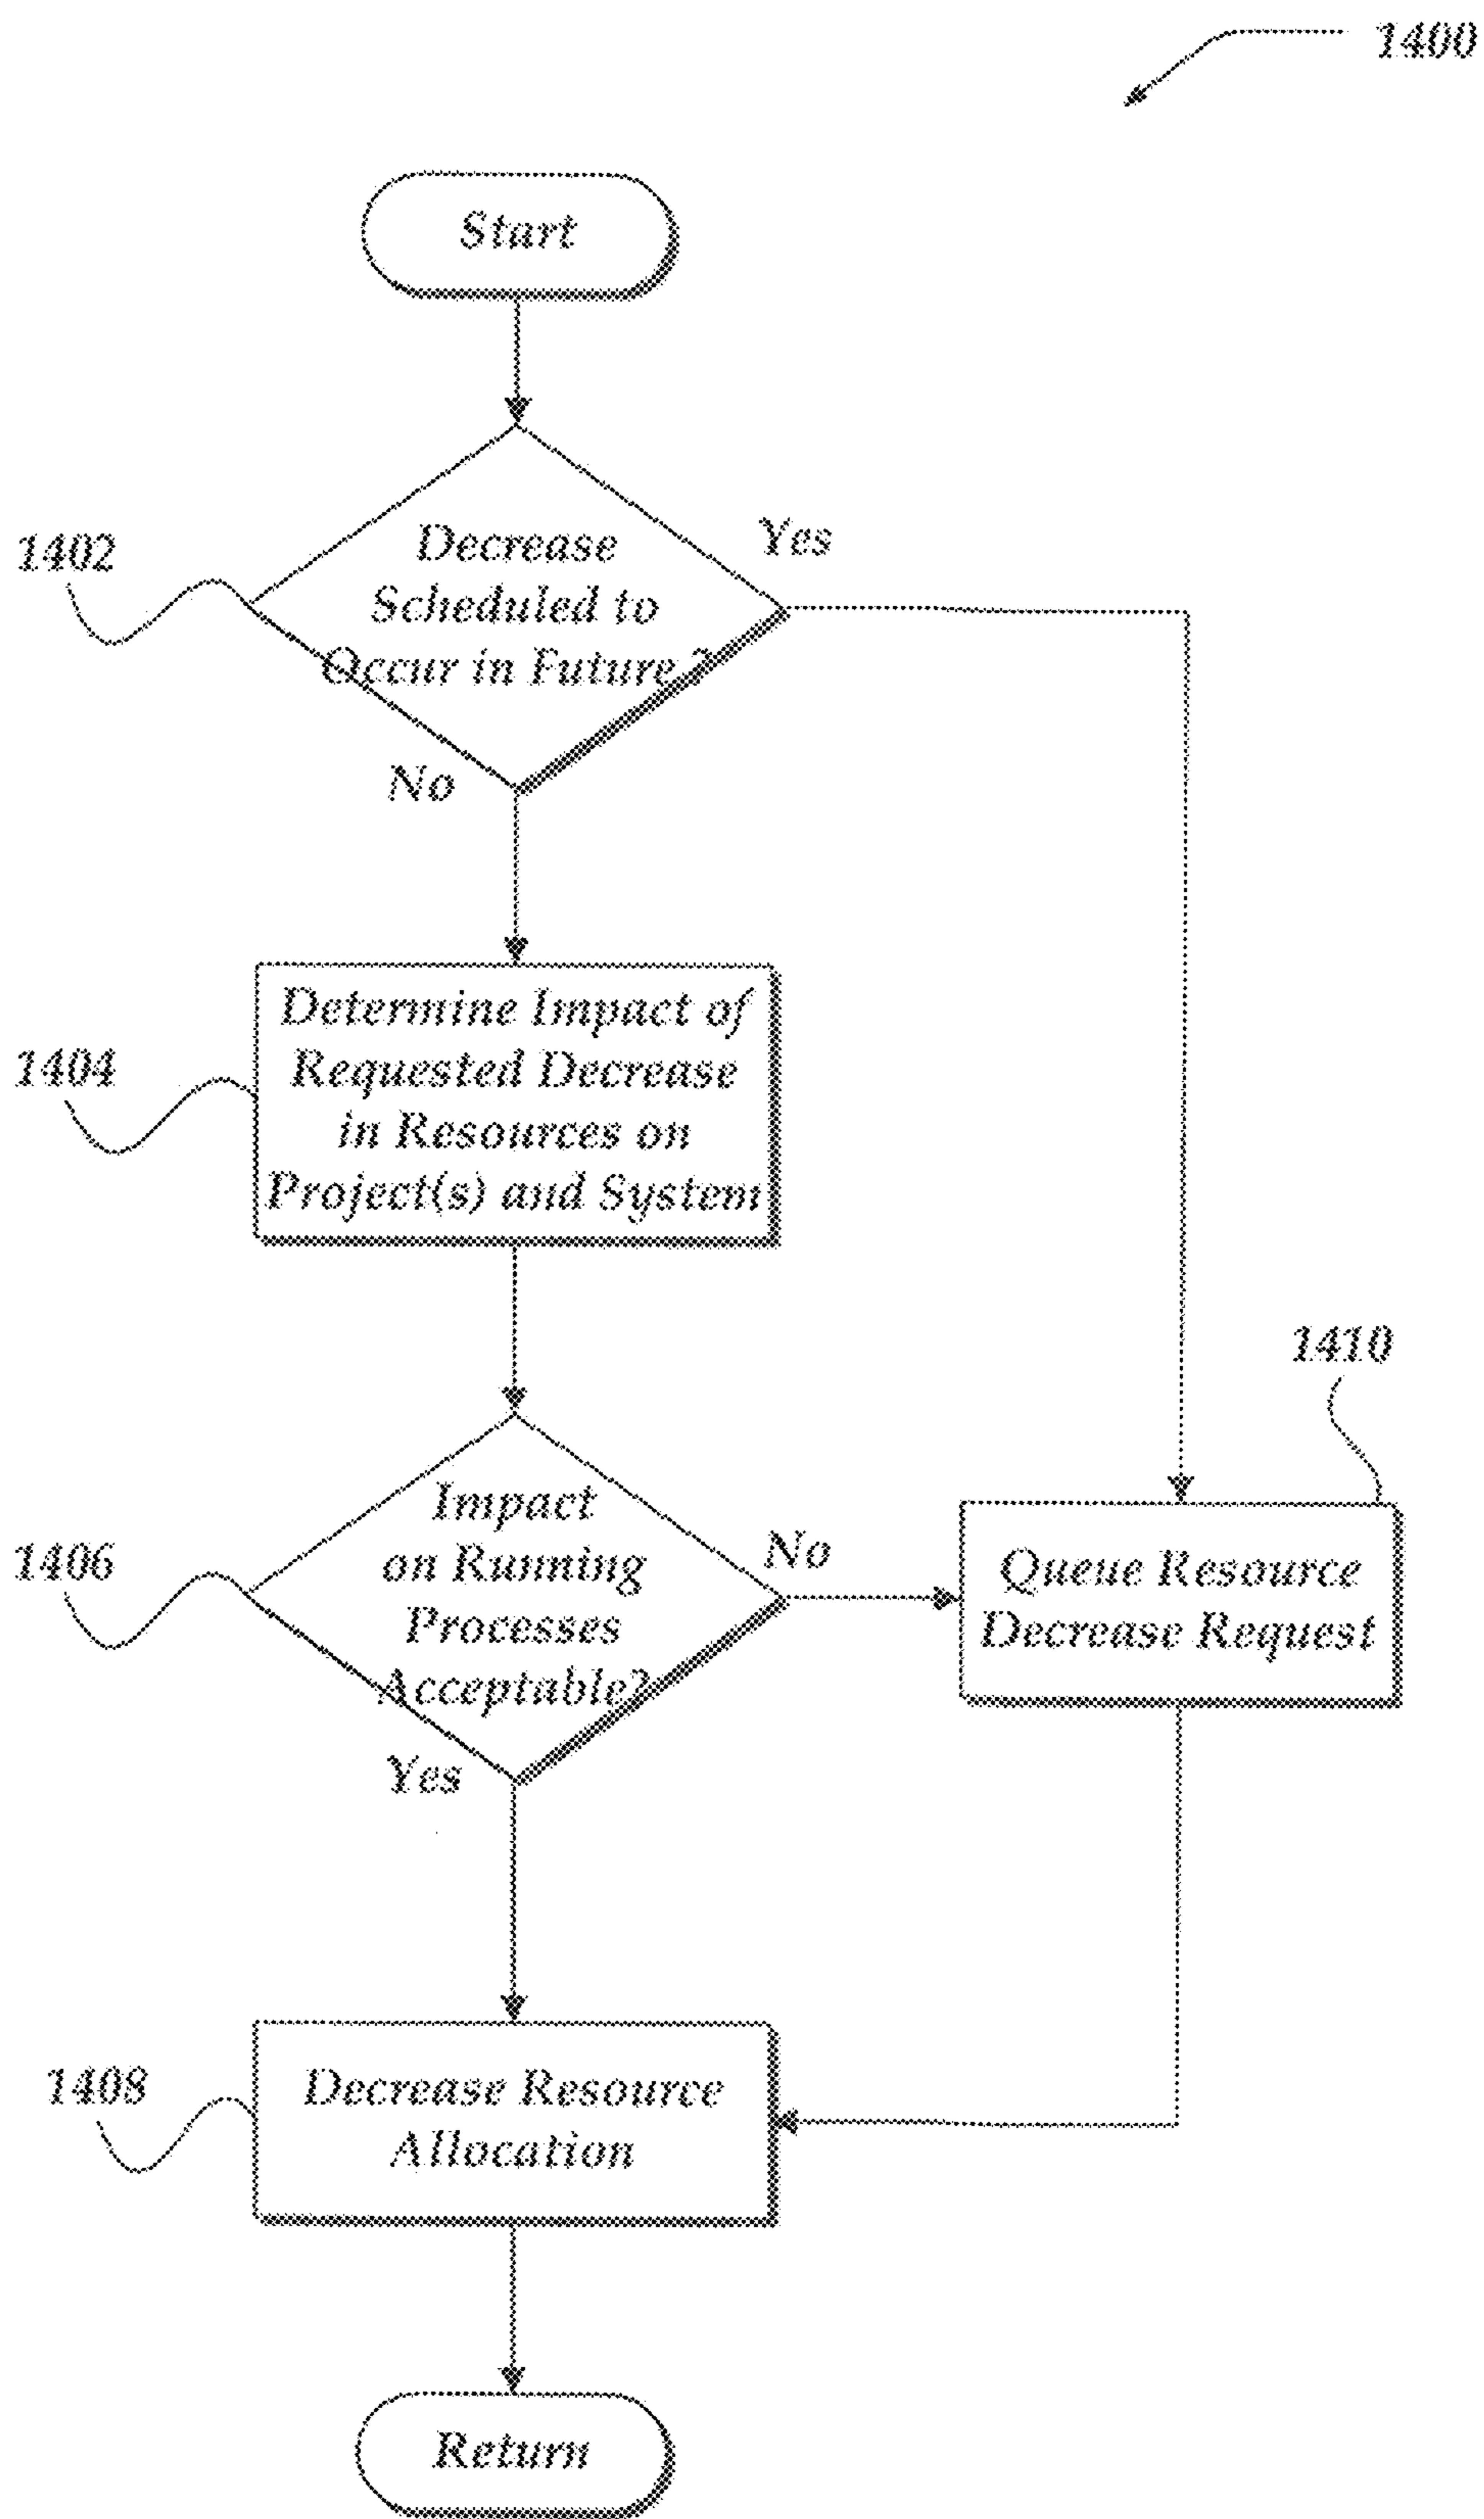 1400
Start
1402
Decrease
Scheduled to
Occur in Future ?
Yes
No
1404
Determine Impact of
Requested Decrease
in Resources on
Project(s) and System
1406
Impact
on Running
Processes
Acceptable?
No
Yes
1410
Queue Resource
Decrease Request
1408
Decrease Resource
Allocation
Return